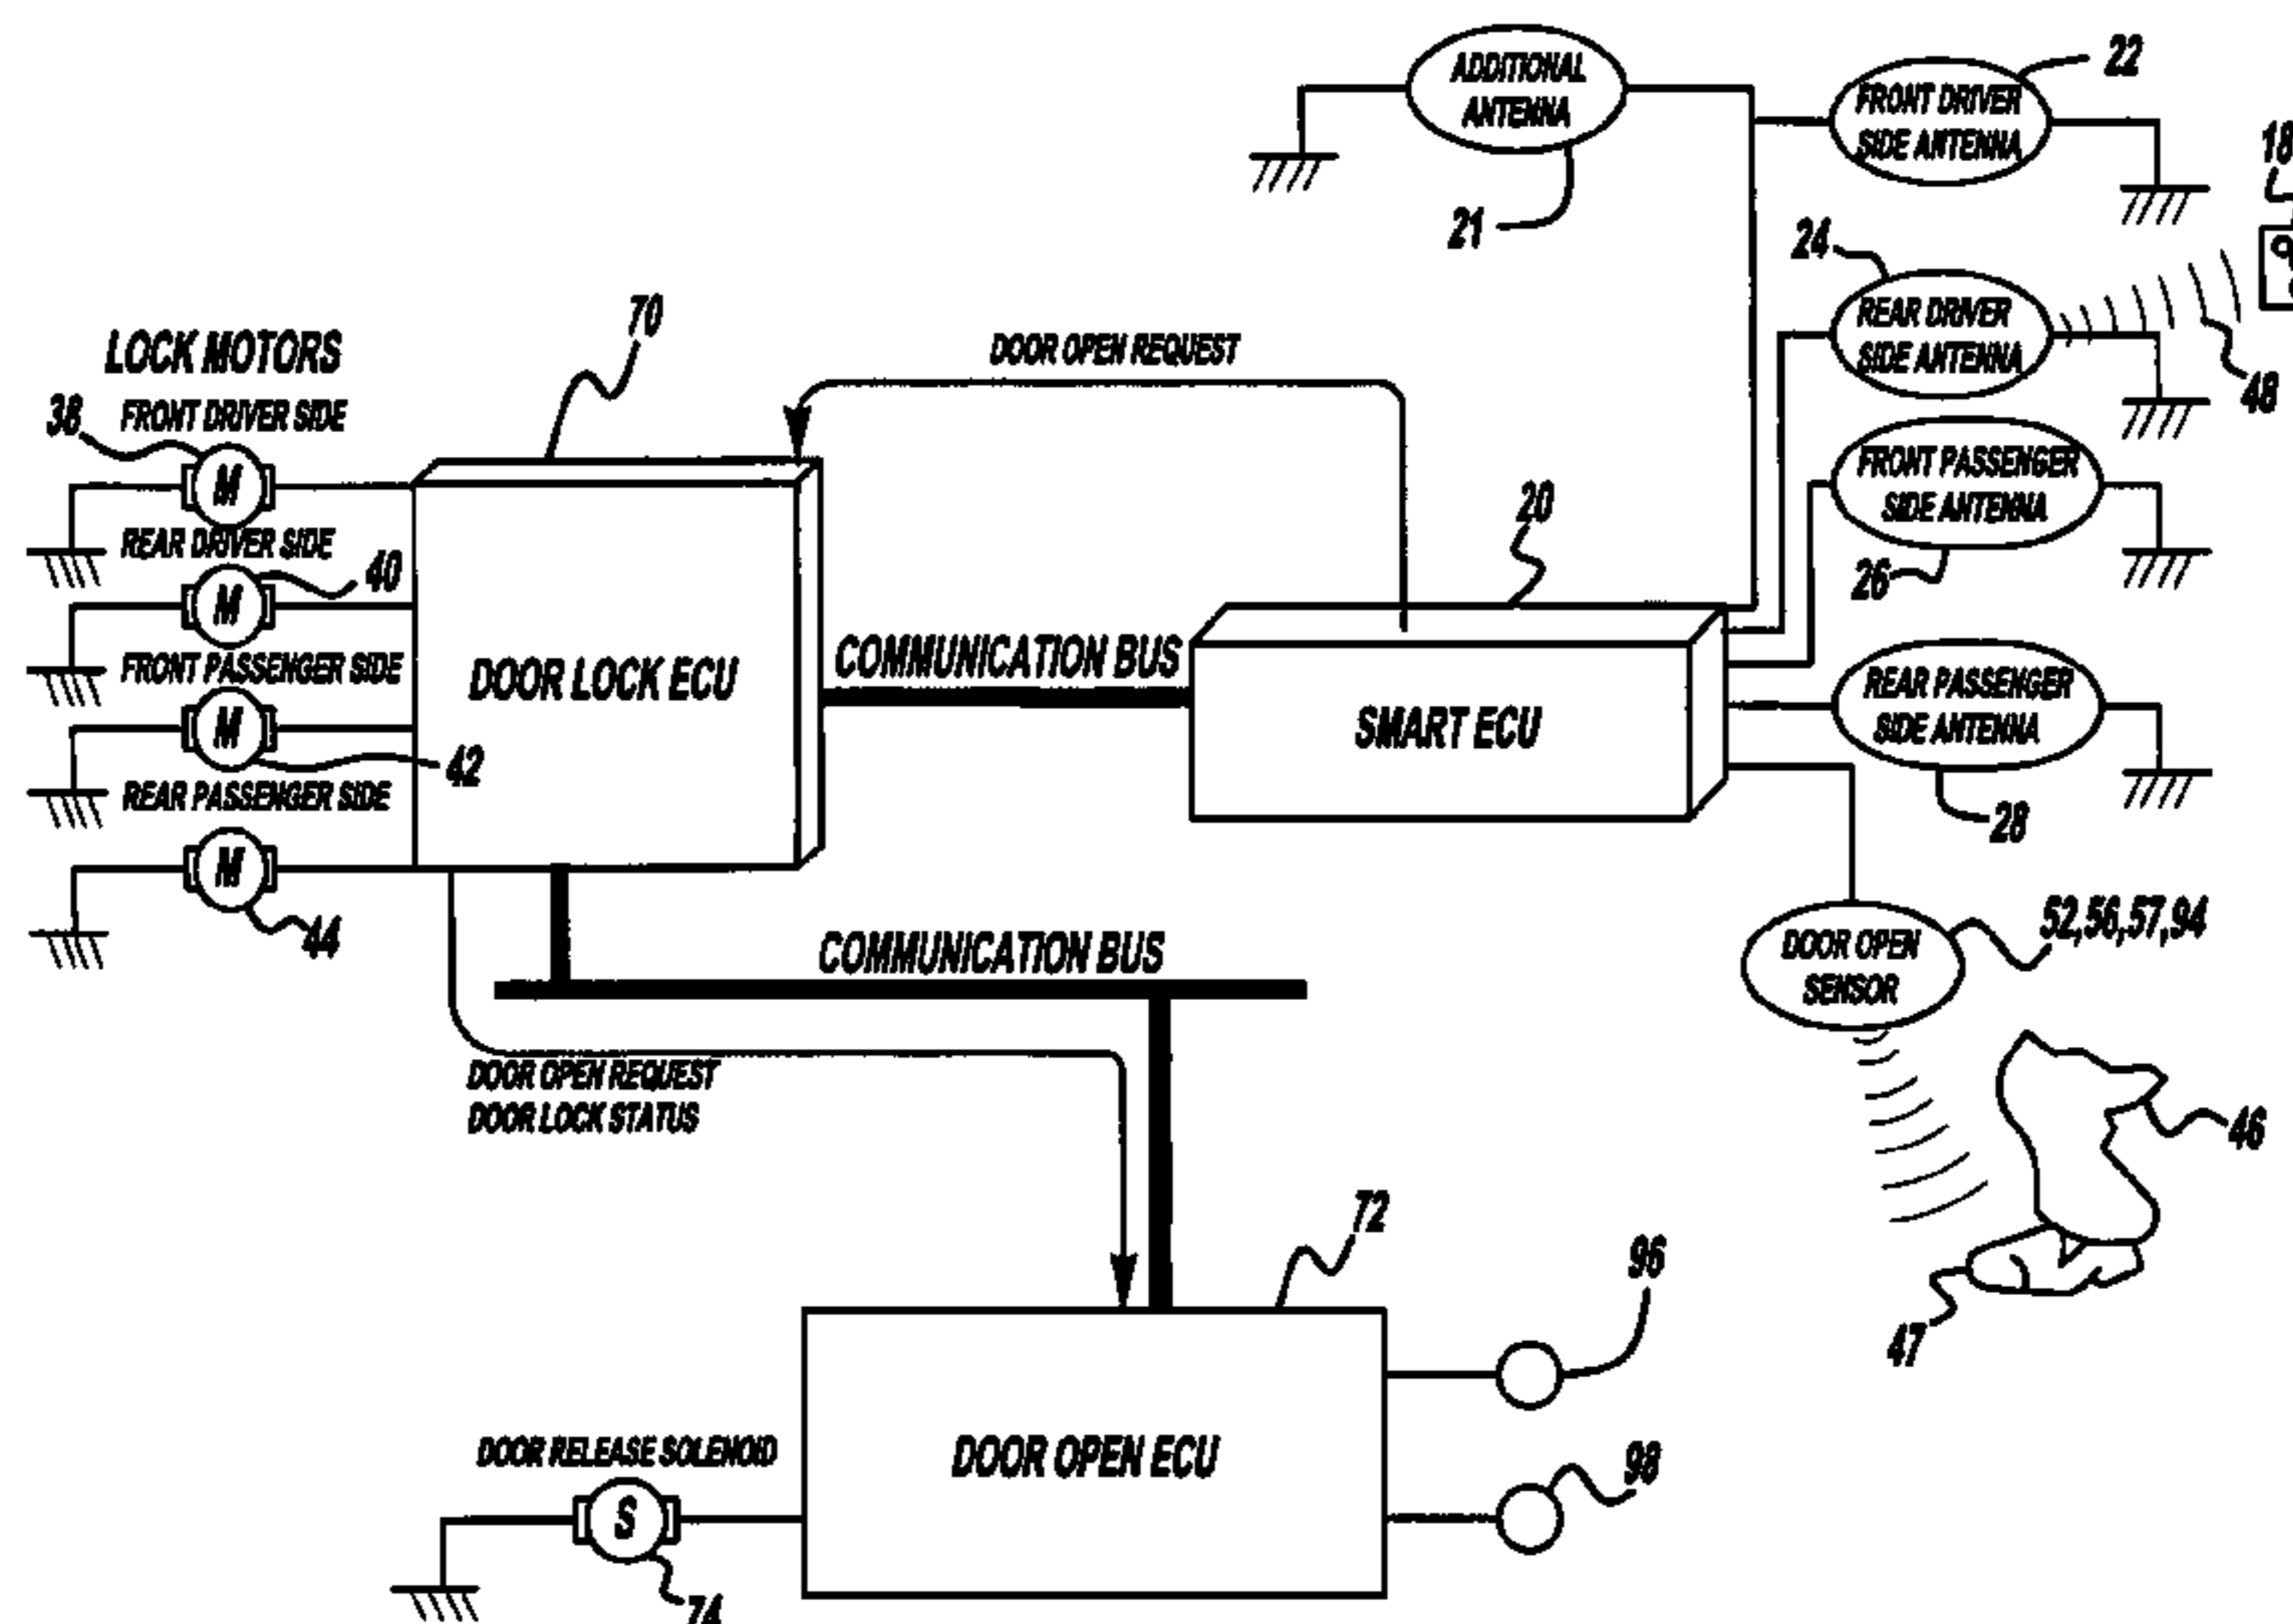 ADDITIONAL
ANTENNA
21
FRONT DRIVER
SIDE ANTENNA
22
18
24
REAR DRIVER
SIDE ANTENNA
48
FRONT PASSENGER
SIDE ANTENNA
26
REAR PASSENGER
SIDE ANTENNA
28
LOCK MOTORS
38
FRONT DRIVER SIDE
M
REAR DRIVER SIDE
40
M
FRONT PASSENGER SIDE
M
42
REAR PASSENGER SIDE
M
44
70
DOOR LOCK ECU
DOOR OPEN REQUEST
COMMUNICATION BUS
20
SMART ECU
COMMUNICATION BUS
DOOR OPEN REQUEST
DOOR LOCK STATUS
DOOR OPEN
SENSOR
52,56,57,94
46
47
72
DOOR OPEN ECU
96
98
DOOR RELEASE SOLENOID
S
74